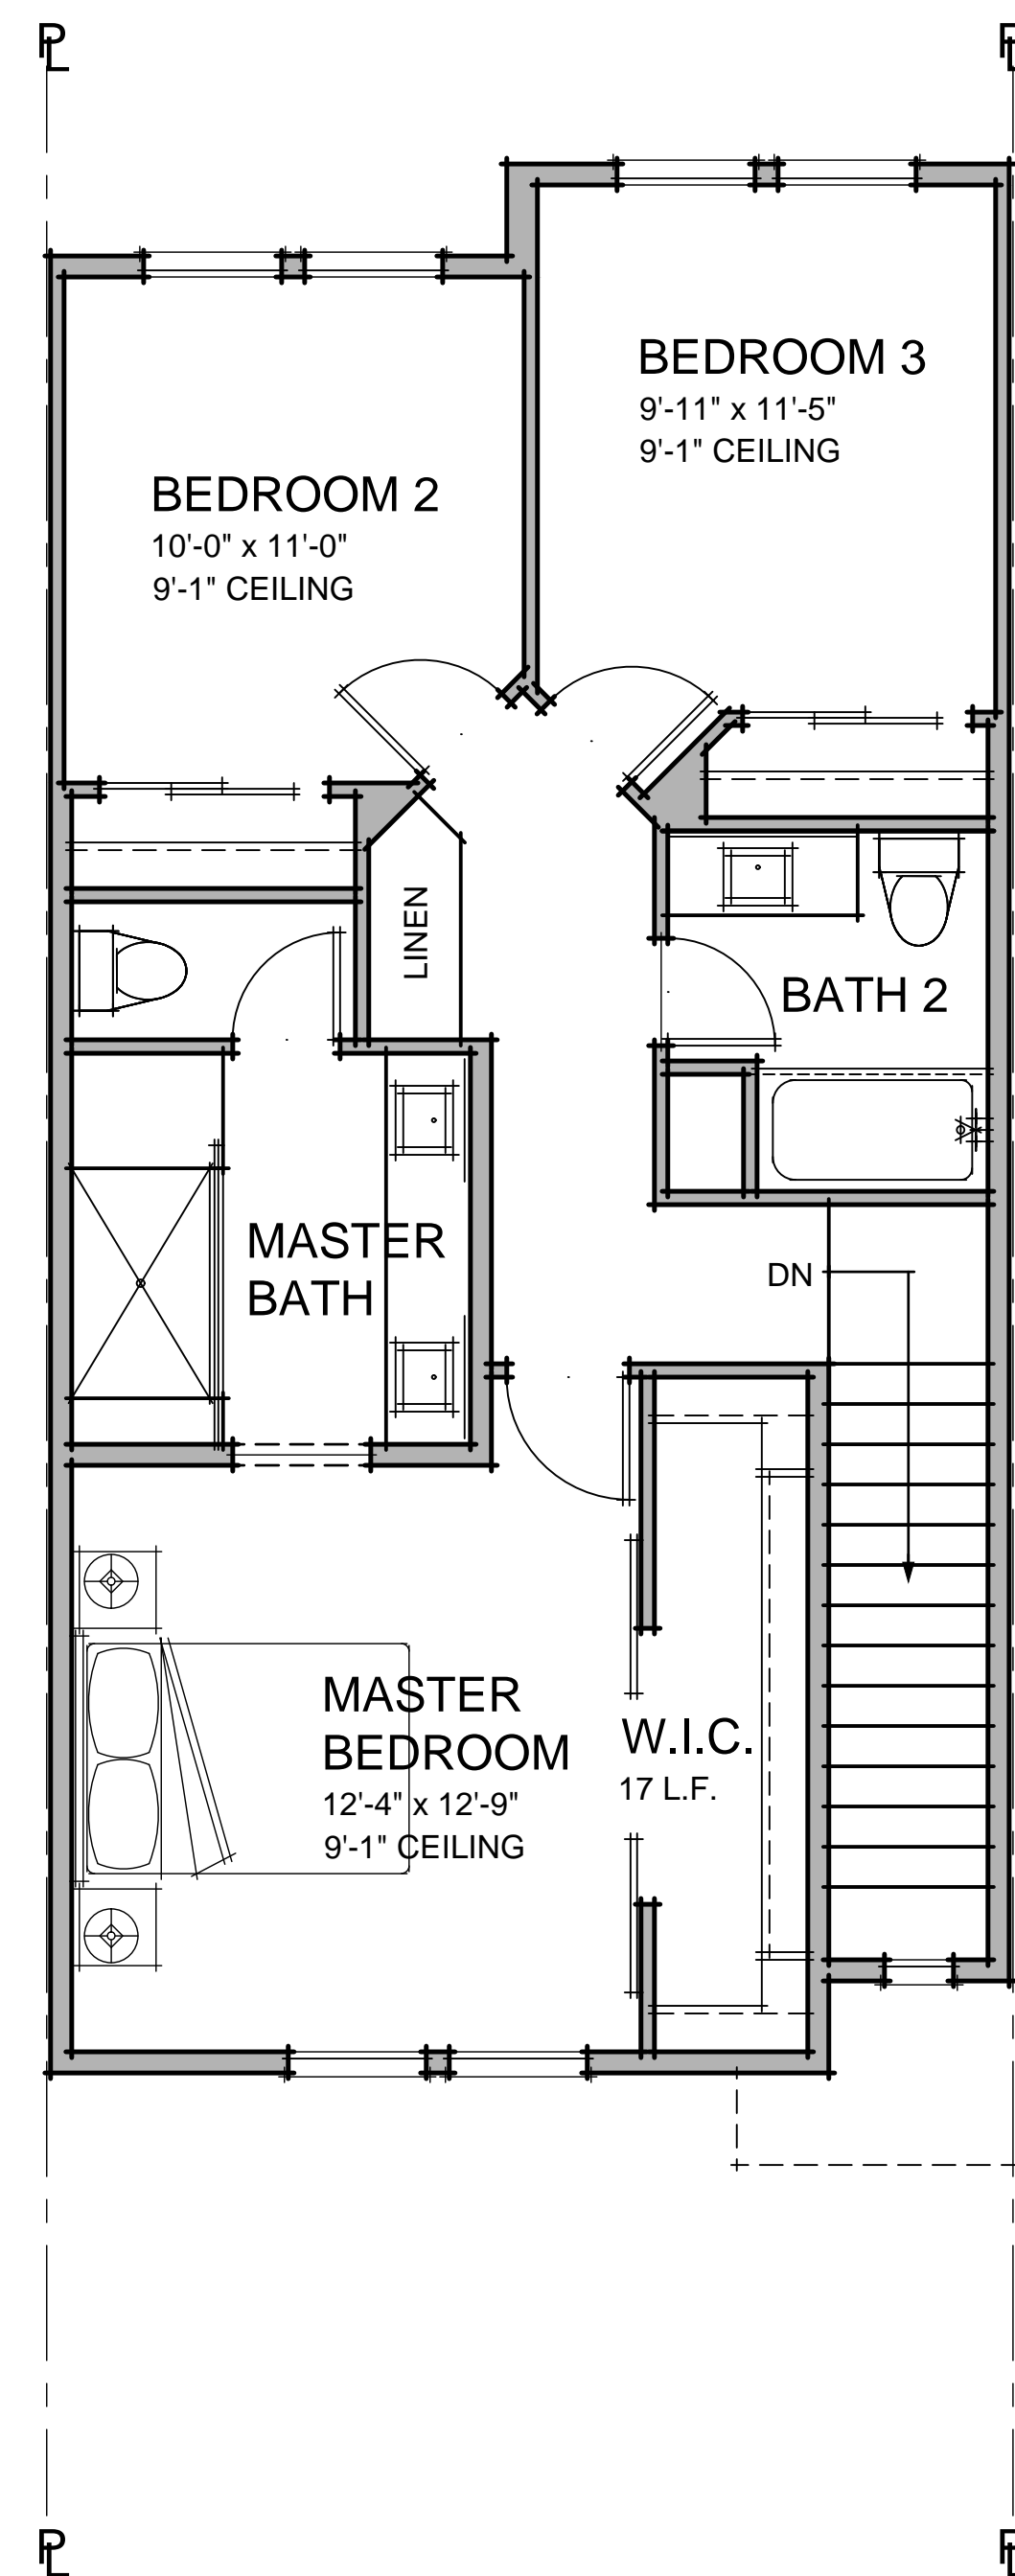 PL
PL
BEDROOM 3
9'-11" x 11'-5"
9'-1" CEILING
BEDROOM 2
10'-0" x 11'-0"
9'-1" CEILING
LINEN
BATH 2
MASTER
BATH
DN
MASTER
BEDROOM
12'-4" x 12'-9"
9'-1" CEILING
W.I.C.
17 L.F.
PL
PL